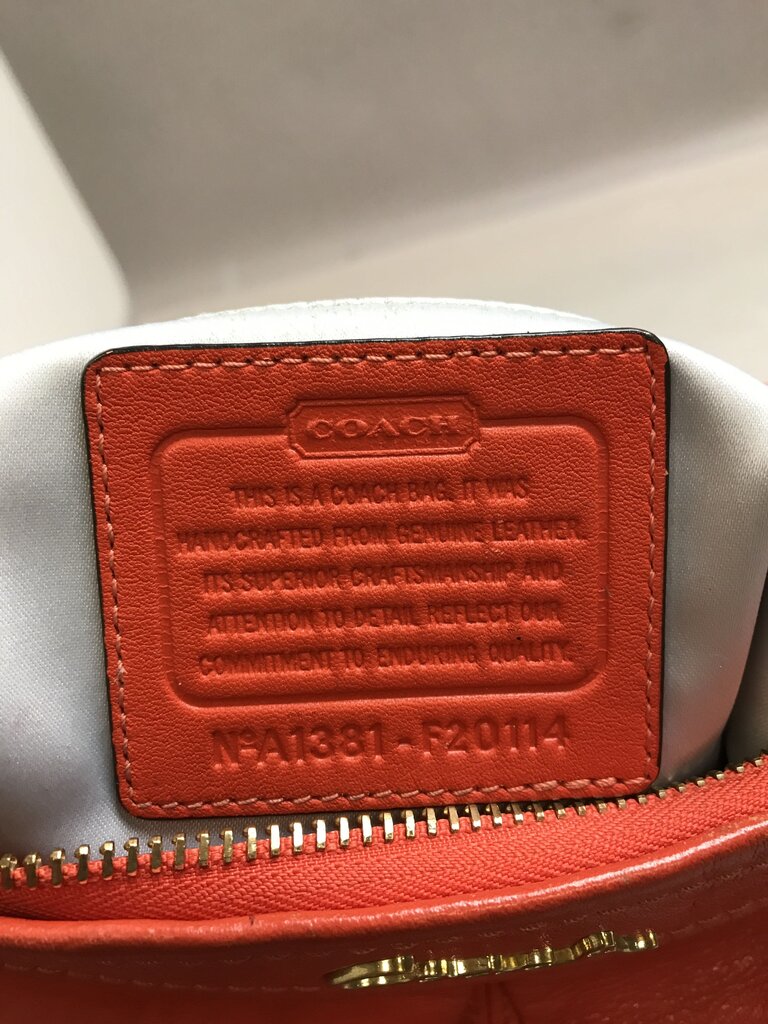 COACH
THIS IS A COACH BAG. IT WAS
HANDCRAFTED FROM GENUINE LEATHER.
ITS SUPERIOR CRAFTSMANSHIP AND
ATTENTION TO DETAIL REFLECT OUR
COMMITMENT TO ENDURING QUALITY.
NºA1381-F20114